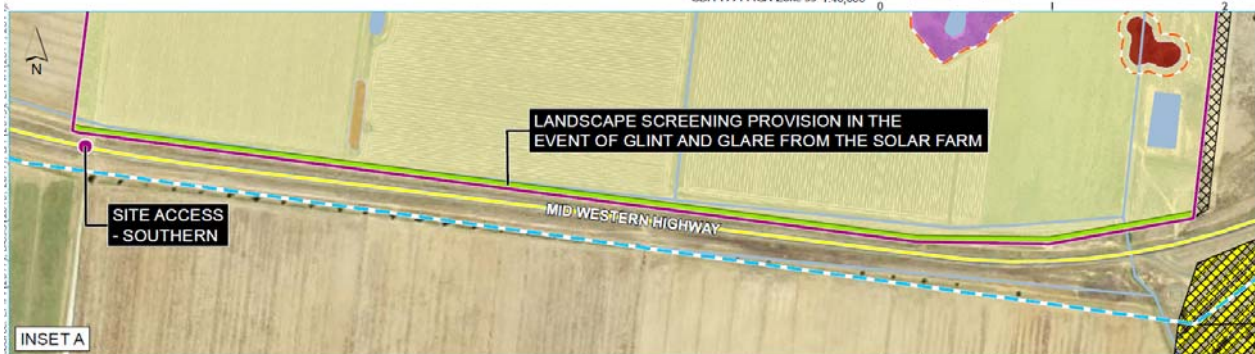 0 1 2
N
LANDSCAPE SCREENING PROVISION IN THE
EVENT OF GLINT AND GLARE FROM THE SOLAR FARM
SITE ACCESS
- SOUTHERN
MID WESTERN HIGHWAY
INSET A